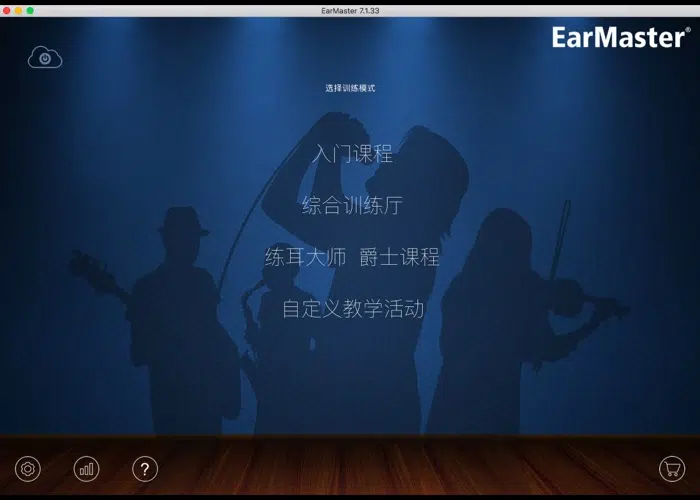 EarMaster 7.1.33
EarMaster®
选择训练模式
入门课程
综合训练厅
练耳大师 爵士课程
自定义教学活动
?